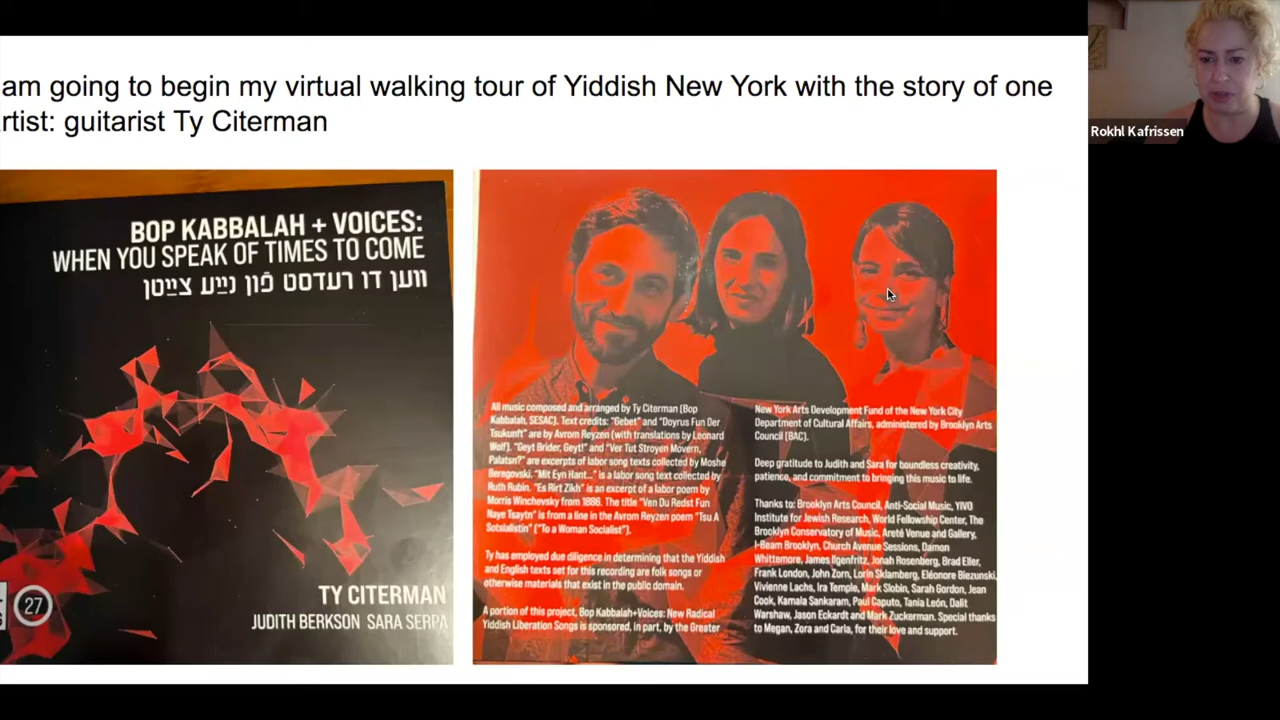 am going to begin my virtual walking tour of Yiddish New York with the story of one
rtist: guitarist Ty Citerman
Rokhl Kafrissen
BOP KABBALAH + VOICES:
WHEN YOU SPEAK OF TIMES TO COME
ווען דו רעדסט פֿון נײַע צײַטן
27
TY CITERMAN
JUDITH BERKSON SARA SERPA
All music composed and arranged by Ty Citerman (Bop
Kabbalah, SESAC). Text credits: "Gebet" and "Doyrus Fun Der
Tsukunft" are by Avrom Reyzen (with translations by Leonard
Wolf). "Geyt Brider, Geyt!" and "Ver Tut Stroyen Movern,
Palatsn?" are excerpts of labor song texts collected by Moshe
Beregovski. "Mit Eyn Hant..." is a labor song text collected by
Ruth Rubin. "Es Rirt Zikh" is an excerpt of a labor poem by
Morris Winchevsky from 1886. The title "Ven Du Redst Fun
Naye Tsaytn" is from a line in the Avrom Reyzen poem "Tsu A
Sotsialistin" ("To a Woman Socialist").
Ty has employed due diligence in determining that the Yiddish
and English texts set for this recording are folk songs or
otherwise materials that exist in the public domain.
A portion of this project, Bop Kabbalah+Voices: New Radical
Yiddish Liberation Songs is sponsored, in part, by the Greater
New York Arts Development Fund of the New York City
Department of Cultural Affairs, administered by Brooklyn Arts
Council (BAC).
Deep gratitude to Judith and Sara for boundless creativity,
patience, and commitment to bringing this music to life.
Thanks to: Brooklyn Arts Council, Anti-Social Music, YIVO
Institute for Jewish Research, World Fellowship Center, The
Brooklyn Conservatory of Music, Areté Venue and Gallery,
I-Beam Brooklyn, Church Avenue Sessions, Damon
Whittemore, James Ilgenfritz, Jonah Rosenberg, Brad Eller,
Frank London, John Zorn, Lorin Sklamberg, Eléonore Biezunski,
Vivienne Lachs, Ira Temple, Mark Slobin, Sarah Gordon, Jean
Cook, Kamala Sankaram, Paul Caputo, Tania León, Dalit
Warshaw, Jason Eckardt and Mark Zuckerman. Special thanks
to Megan, Zora and Carla, for their love and support.